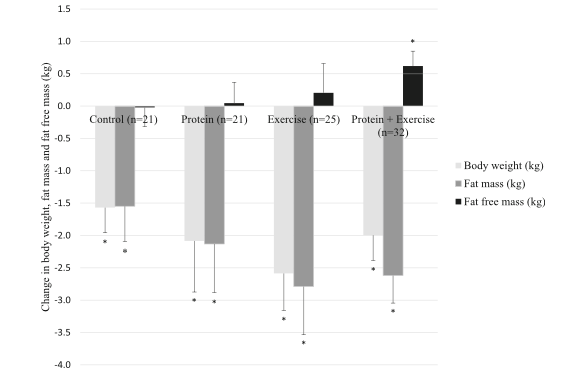 1.5
1.0
*
0.5
0.0
Control (n=21) Protein (n=21) Exercise (n=25) Protein + Exercise
(n=32)
-0.5
-1.0
-1.5
-2.0
* *
* * *
-2.5
-3.0
* * *
-3.5
*
-4.0
Change in body weight, fat mass and fat free mass (kg)
Body weight (kg)
Fat mass (kg)
Fat free mass (kg)